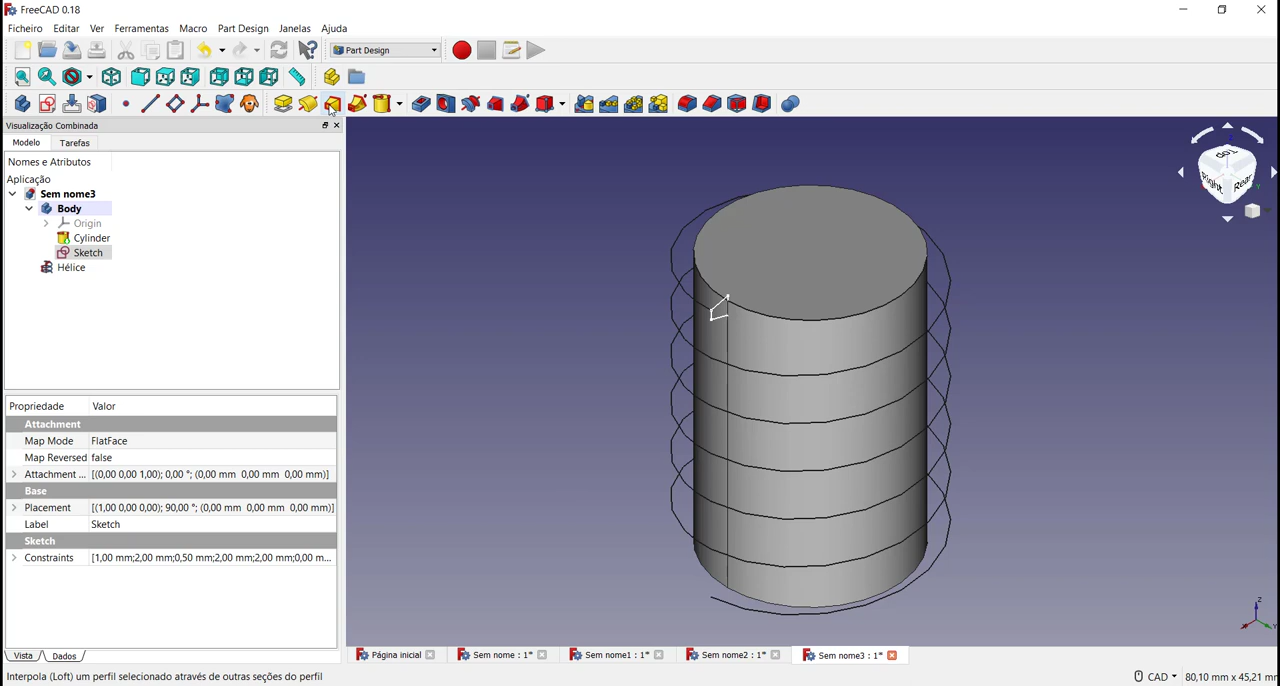 FreeCAD 0.18
Ficheiro Editar Ver Ferramentas Macro Part Design Janelas Ajuda
Part Design
Visualização Combinada
Modelo Tarefas
Nomes e Atributos
Aplicação
Sem nome3
Body
Origin
Cylinder
Sketch
Hélice
Top
Right Rear
Propriedade Valor
Attachment
Map Mode FlatFace
Map Reversed false
Attachment ... [(0,00 0,00 1,00); 0,00 °; (0,00 mm 0,00 mm 0,00 mm)]
Base
Placement [(1,00 0,00 0,00); 90,00 °; (0,00 mm 0,00 mm 0,00 mm)]
Label Sketch
Sketch
Constraints [1,00 mm;2,00 mm;0,50 mm;2,00 mm;2,00 mm;0,00 m...
Z
Y
Vista Dados
Página inicial Sem nome : 1* Sem nome1 : 1* Sem nome2 : 1* Sem nome3 : 1*
Interpola (Loft) um perfil selecionado através de outras seções do perfil
CAD 80,10 mm x 45,21 mm